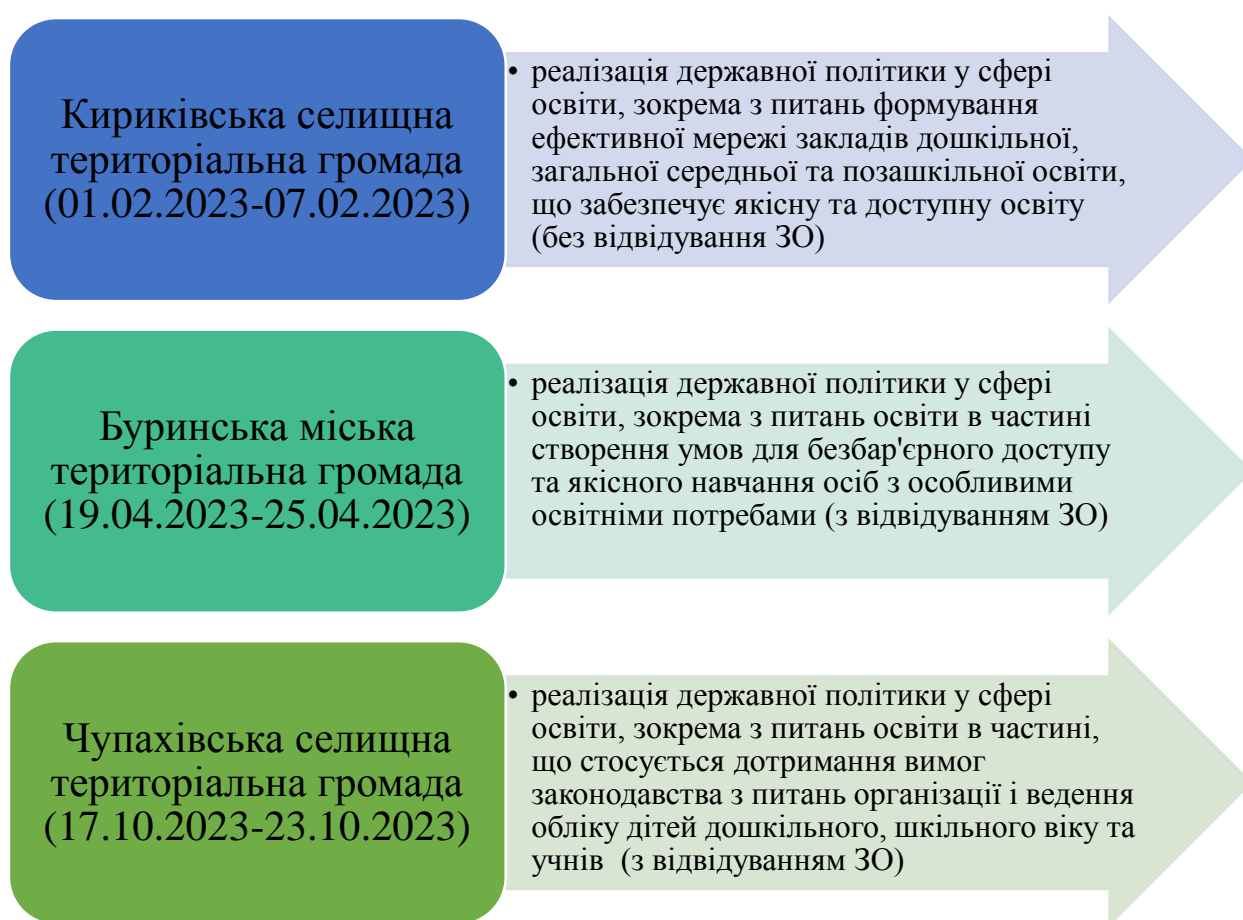 Кириківська селищна
територіальна громада
(01.02.2023-07.02.2023)
• реалізація державної політики у сфері
освіти, зокрема з питань формування
ефективної мережі закладів дошкільної,
загальної середньої та позашкільної освіти,
що забезпечує якісну та доступну освіту
(без відвідування ЗО)
Буринська міська
територіальна громада
(19.04.2023-25.04.2023)
• реалізація державної політики у сфері
освіти, зокрема з питань освіти в частині
створення умов для безбар'єрного доступу
та якісного навчання осіб з особливими
освітніми потребами (з відвідуванням ЗО)
Чупахівська селищна
територіальна громада
(17.10.2023-23.10.2023)
• реалізація державної політики у сфері
освіти, зокрема з питань освіти в частині,
що стосується дотримання вимог
законодавства з питань організації і ведення
обліку дітей дошкільного, шкільного віку та
учнів  (з відвідуванням ЗО)